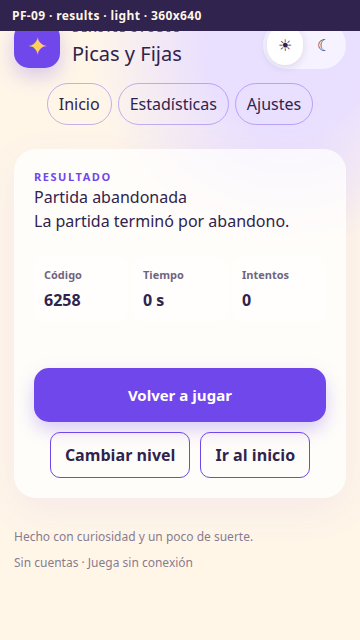 PF-09 · results · light · 360x640
Picas y Fijas
Inicio
Estadísticas
Ajustes
RESULTADO
Partida abandonada
La partida terminó por abandono.
Código
Tiempo
Intentos
6258
0 s
0
Volver a jugar
Cambiar nivel
Ir al inicio
Hecho con curiosidad y un poco de suerte.
Sin cuentas · Juega sin conexión